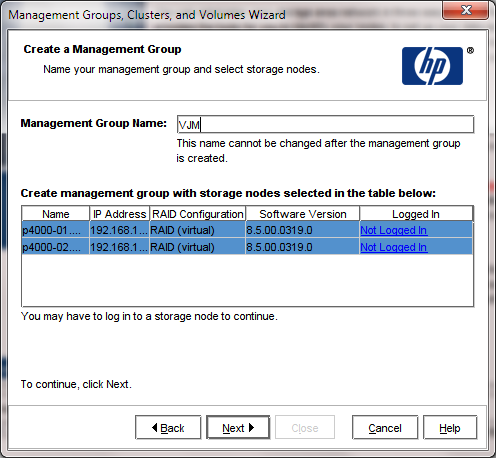 Management Groups, Clusters, and Volumes Wizard
Create a Management Group
Name your management group and select storage nodes.
hp ®
Management Group Name: VJM
This name cannot be changed after the management group
is created.
Create management group with storage nodes selected in the table below:
Name IP Address RAID Configuration Software Version Logged In
p4000-01.... 192.168.1... RAID (virtual) 8.5.00.0319.0 Not Logged In
p4000-02.... 192.168.1... RAID (virtual) 8.5.00.0319.0 Not Logged In
You may have to log in to a storage node to continue.
To continue, click Next.
Back Next Close Cancel Help